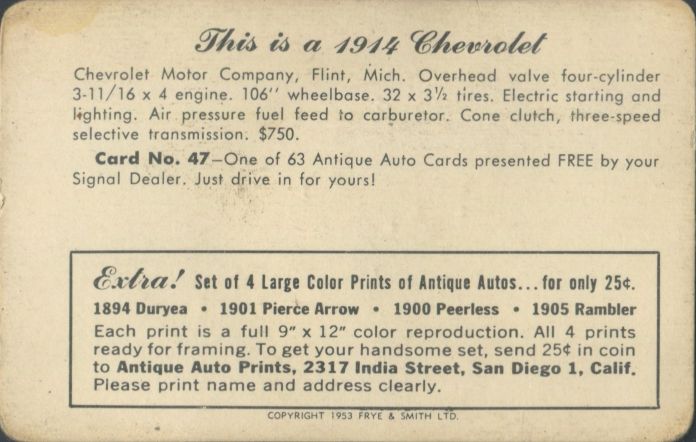 This is a 1914 Chevrolet
Chevrolet Motor Company, Flint, Mich. Overhead valve four-cylinder
3-11/16 x 4 engine. 106'' wheelbase. 32 x 3½ tires. Electric starting and
lighting. Air pressure fuel feed to carburetor. Cone clutch, three-speed
selective transmission. $750.
Card No. 47—One of 63 Antique Auto Cards presented FREE by your
Signal Dealer. Just drive in for yours!
Extra! Set of 4 Large Color Prints of Antique Autos... for only 25¢.
1894 Duryea • 1901 Pierce Arrow • 1900 Peerless • 1905 Rambler
Each print is a full 9" x 12" color reproduction. All 4 prints
ready for framing. To get your handsome set, send 25¢ in coin
to Antique Auto Prints, 2317 India Street, San Diego 1, Calif.
Please print name and address clearly.
COPYRIGHT 1953 FRYE & SMITH LTD.